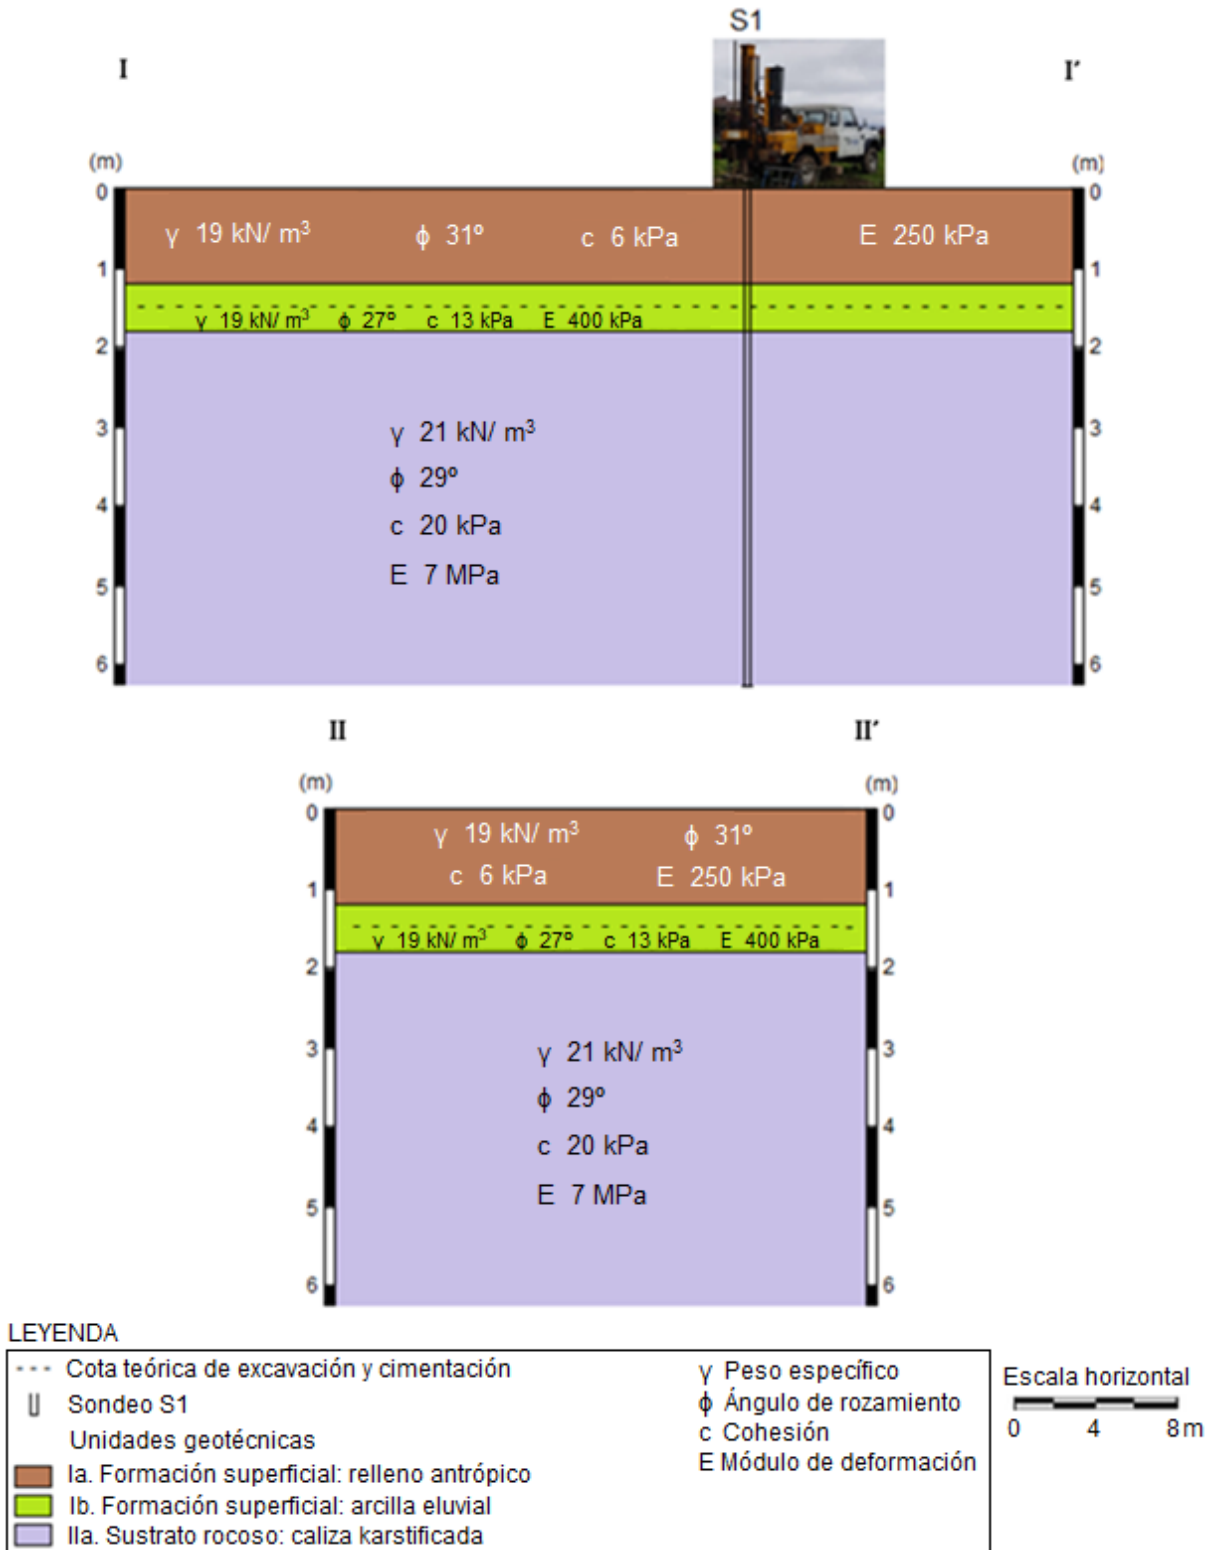 S1
I I′
(m) (m)
0 0
γ 19 kN/ m³ ϕ 31º c 6 kPa E 250 kPa
1 1
γ 19 kN/ m³ ϕ 27º c 13 kPa E 400 kPa
2 2
3 γ 21 kN/ m³ 3
ϕ 29º
4 4
c 20 kPa
E 7 MPa
5 5
6 6
II II′
(m) (m)
0 0
γ 19 kN/ m³ ϕ 31º
c 6 kPa E 250 kPa
1 1
γ 19 kN/ m³ ϕ 27º c 13 kPa E 400 kPa
2 2
3 γ 21 kN/ m³ 3
ϕ 29º
4 4
c 20 kPa
E 7 MPa
5 5
6 6
LEYENDA
--- Cota teórica de excavación y cimentación
Sondeo S1
Unidades geotécnicas
Ia. Formación superficial: relleno antrópico
Ib. Formación superficial: arcilla eluvial
IIa. Sustrato rocoso: caliza karstificada
γ Peso específico
ϕ Ángulo de rozamiento
c Cohesión
E Módulo de deformación
Escala horizontal
0 4 8 m